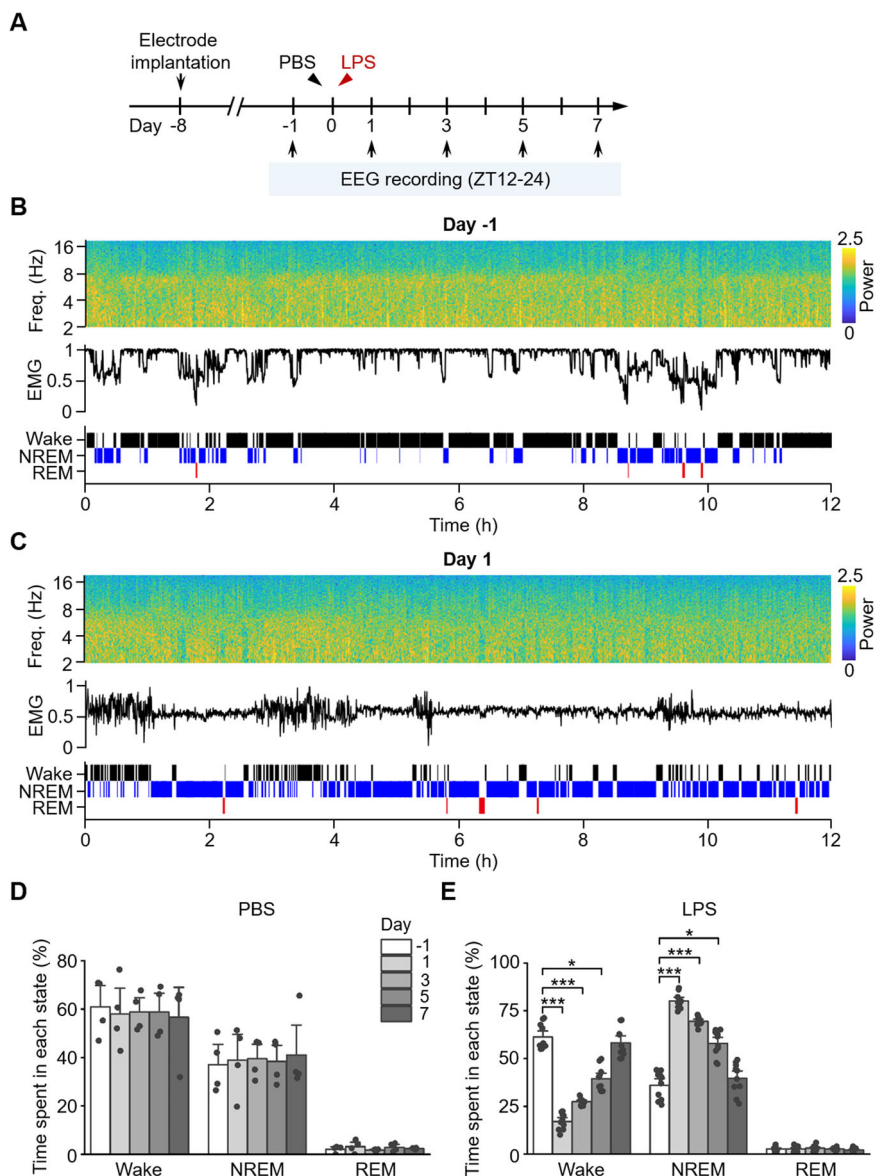 A
Electrode
implantation
PBS
LPS
Day -8
-1
0
1
3
5
7
EEG recording (ZT12-24)
B
Day -1
Freq. (Hz)
16
8
4
2
2.5
0
Power
EMG
1
0.5
0
Wake
NREM
REM
0 2 4 6 8 10 12
Time (h)
C
Day 1
Freq. (Hz)
16
8
4
2
2.5
0
Power
EMG
1
0.5
0
Wake
NREM
REM
0 2 4 6 8 10 12
Time (h)
D
PBS
Time spent in each state (%)
80
60
40
20
0
Wake NREM REM
Day
-1
1
3
5
7
E
LPS
Time spent in each state (%)
100
75
50
25
0
*
***
***
*
***
***
Wake NREM REM